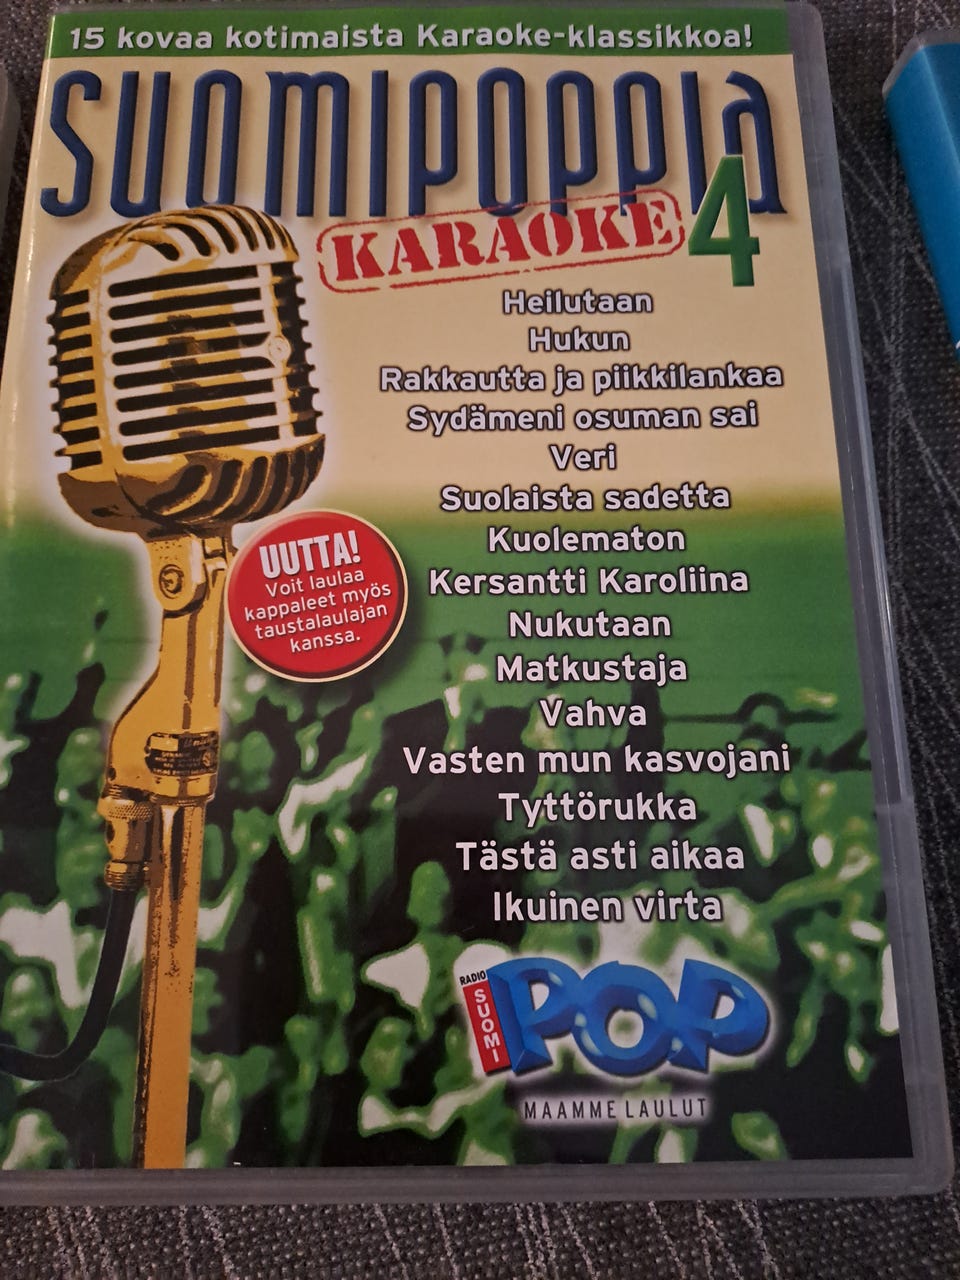 15 kovaa kotimaista Karaoke-klassikkoa!
SUOMIPOPPIA
KARAOKE 4
Heilutaan
Hukun
Rakkautta ja piikkilankaa
Sydämeni osuman sai
Veri
Suolaista sadetta
Kuolematon
Kersantti Karoliina
Nukutaan
Matkustaja
Vahva
Vasten mun kasvojani
Tyttörukka
Tästä asti aikaa
Ikuinen virta
UUTTA!
Voit laulaa
kappaleet myös
taustalaulajan
kanssa.
RADIO
SUOMI
POP
MAAMME LAULUT